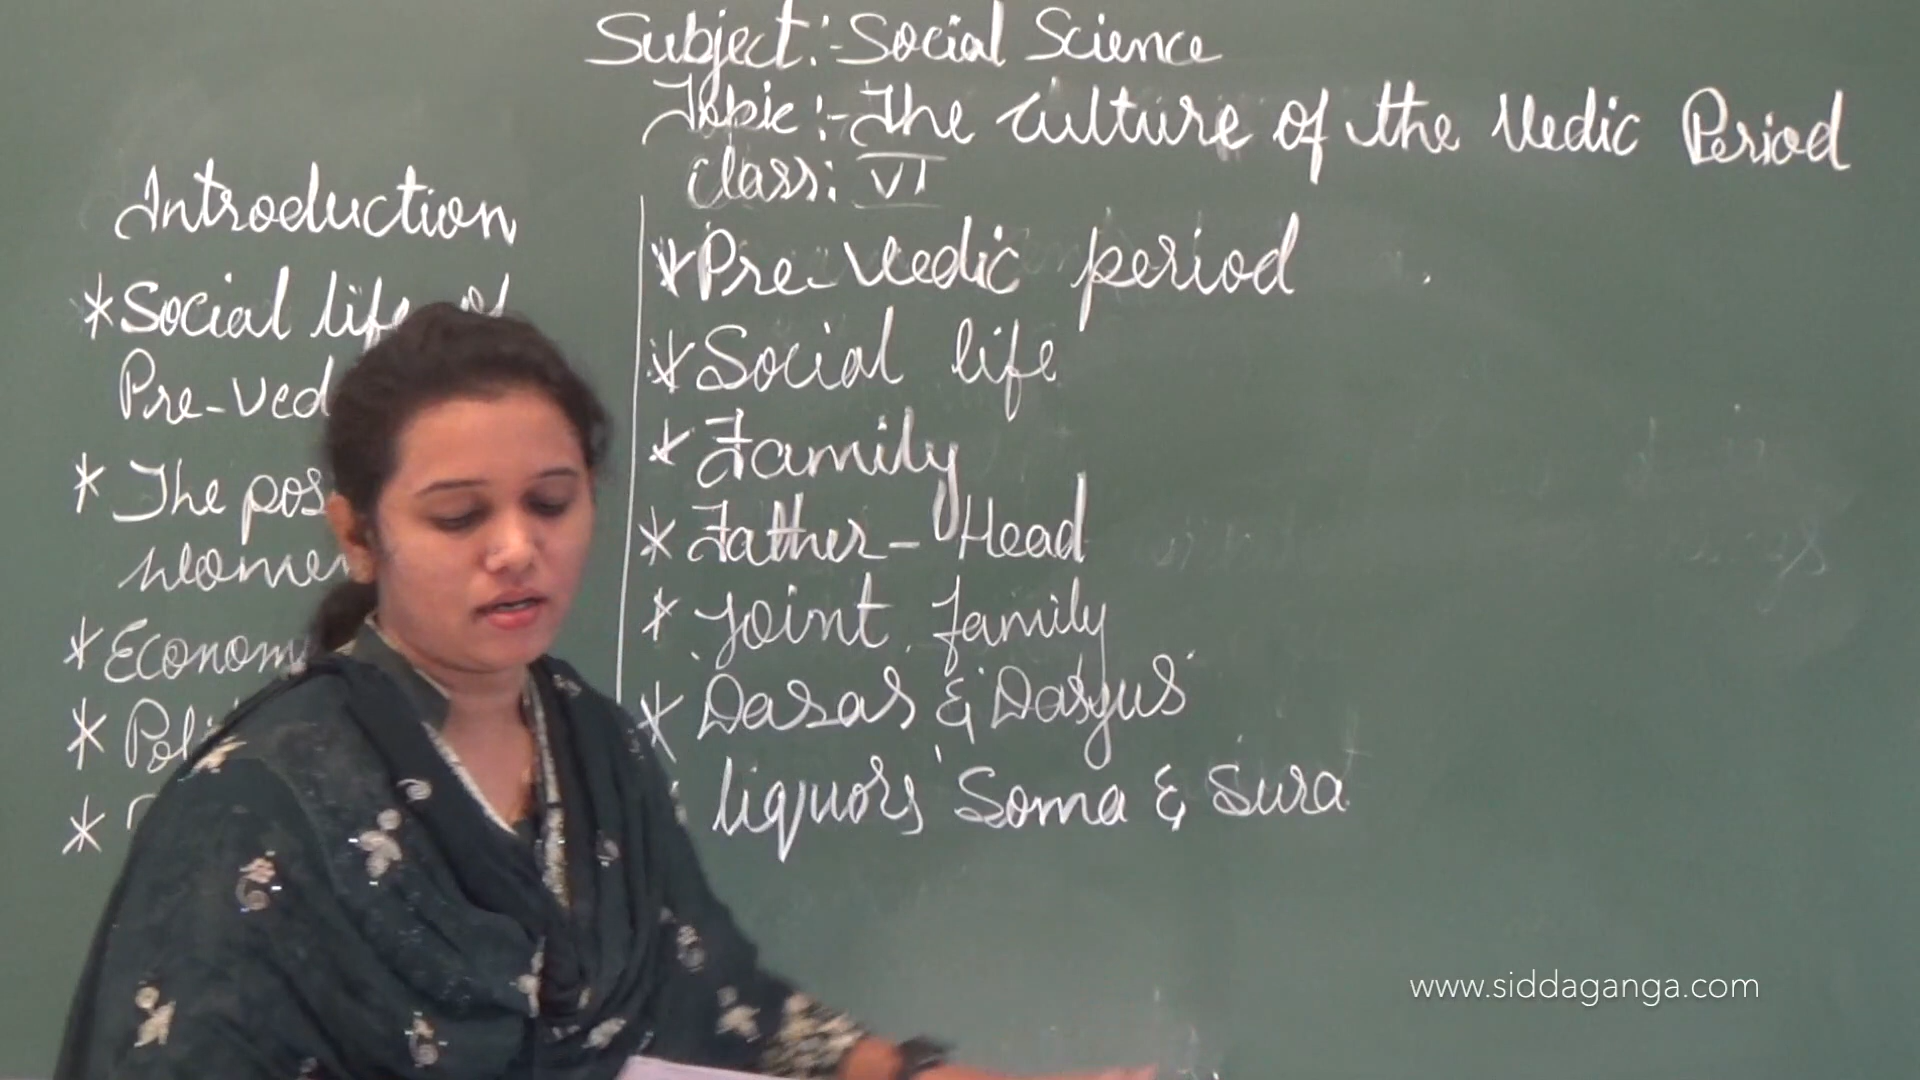 Subject:-Social Science
Topic:-The culture of the Vedic Period
Class: VI
Introduction
*Social life of
Pre-ved
* The pos
women
*Econom
* Poli
*
*Pre-Vedic period
*Social life
* Family
* Father-Head
* Joint family
* Dasas & Dasyus
liquors 'Soma & Sura'
www.siddaganga.com